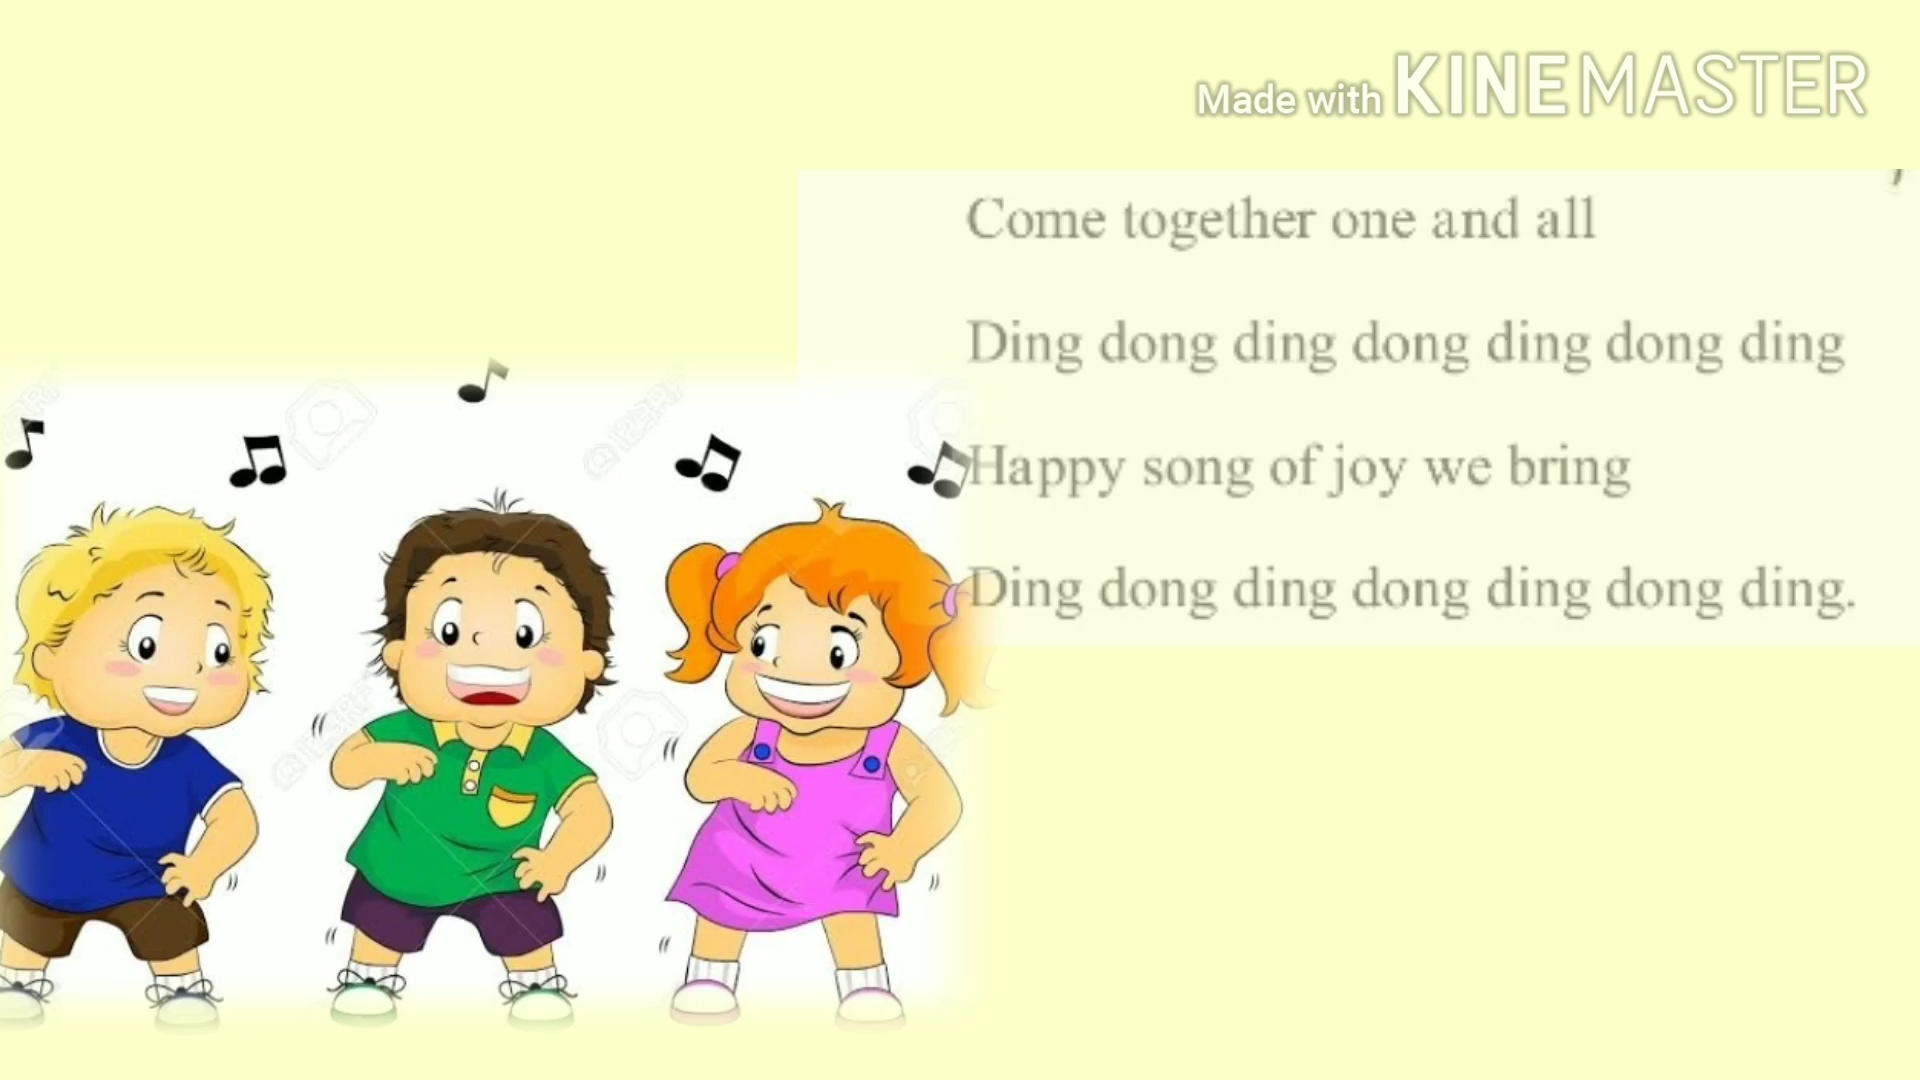 Made with KINEMASTER
Come together one and all
Ding dong ding dong ding dong ding
Happy song of joy we bring
Ding dong ding dong ding dong ding.